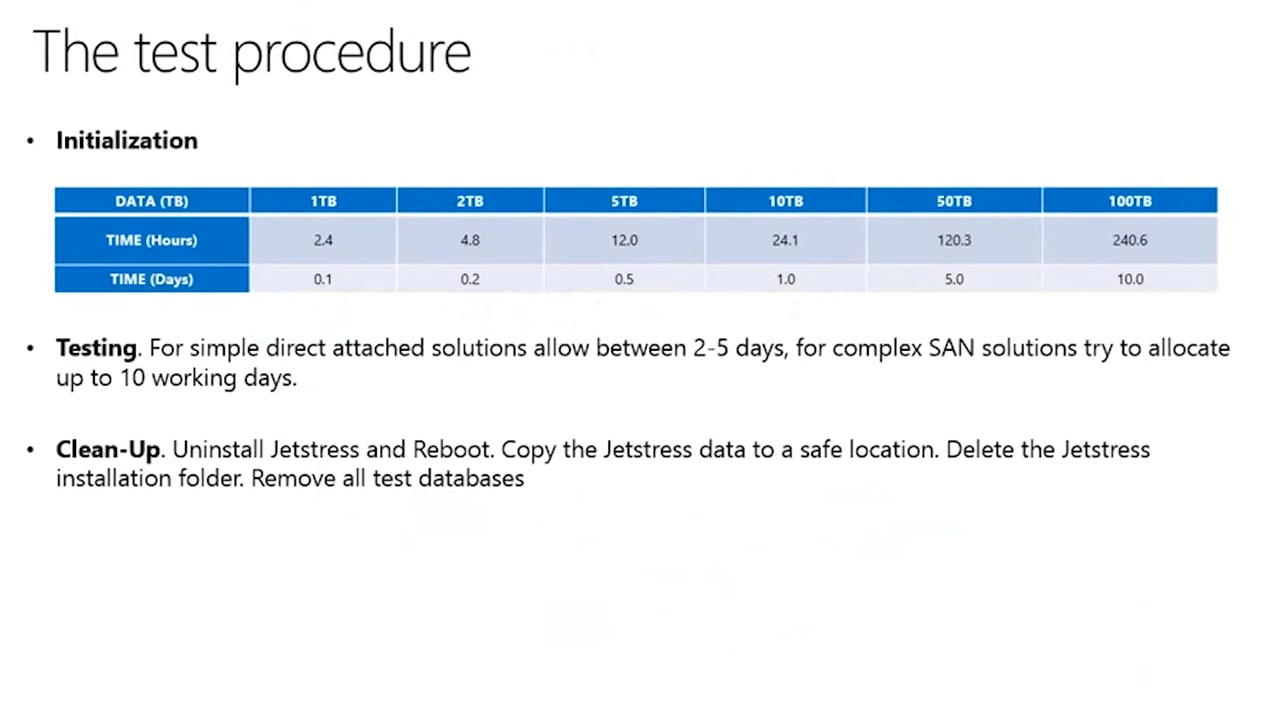 The test procedure
• Initialization
DATA (TB) 1TB 2TB 5TB 10TB 50TB 100TB
TIME (Hours) 2.4 4.8 12.0 24.1 120.3 240.6
TIME (Days) 0.1 0.2 0.5 1.0 5.0 10.0
• Testing. For simple direct attached solutions allow between 2-5 days, for complex SAN solutions try to allocate
up to 10 working days.
• Clean-Up. Uninstall Jetstress and Reboot. Copy the Jetstress data to a safe location. Delete the Jetstress
installation folder. Remove all test databases